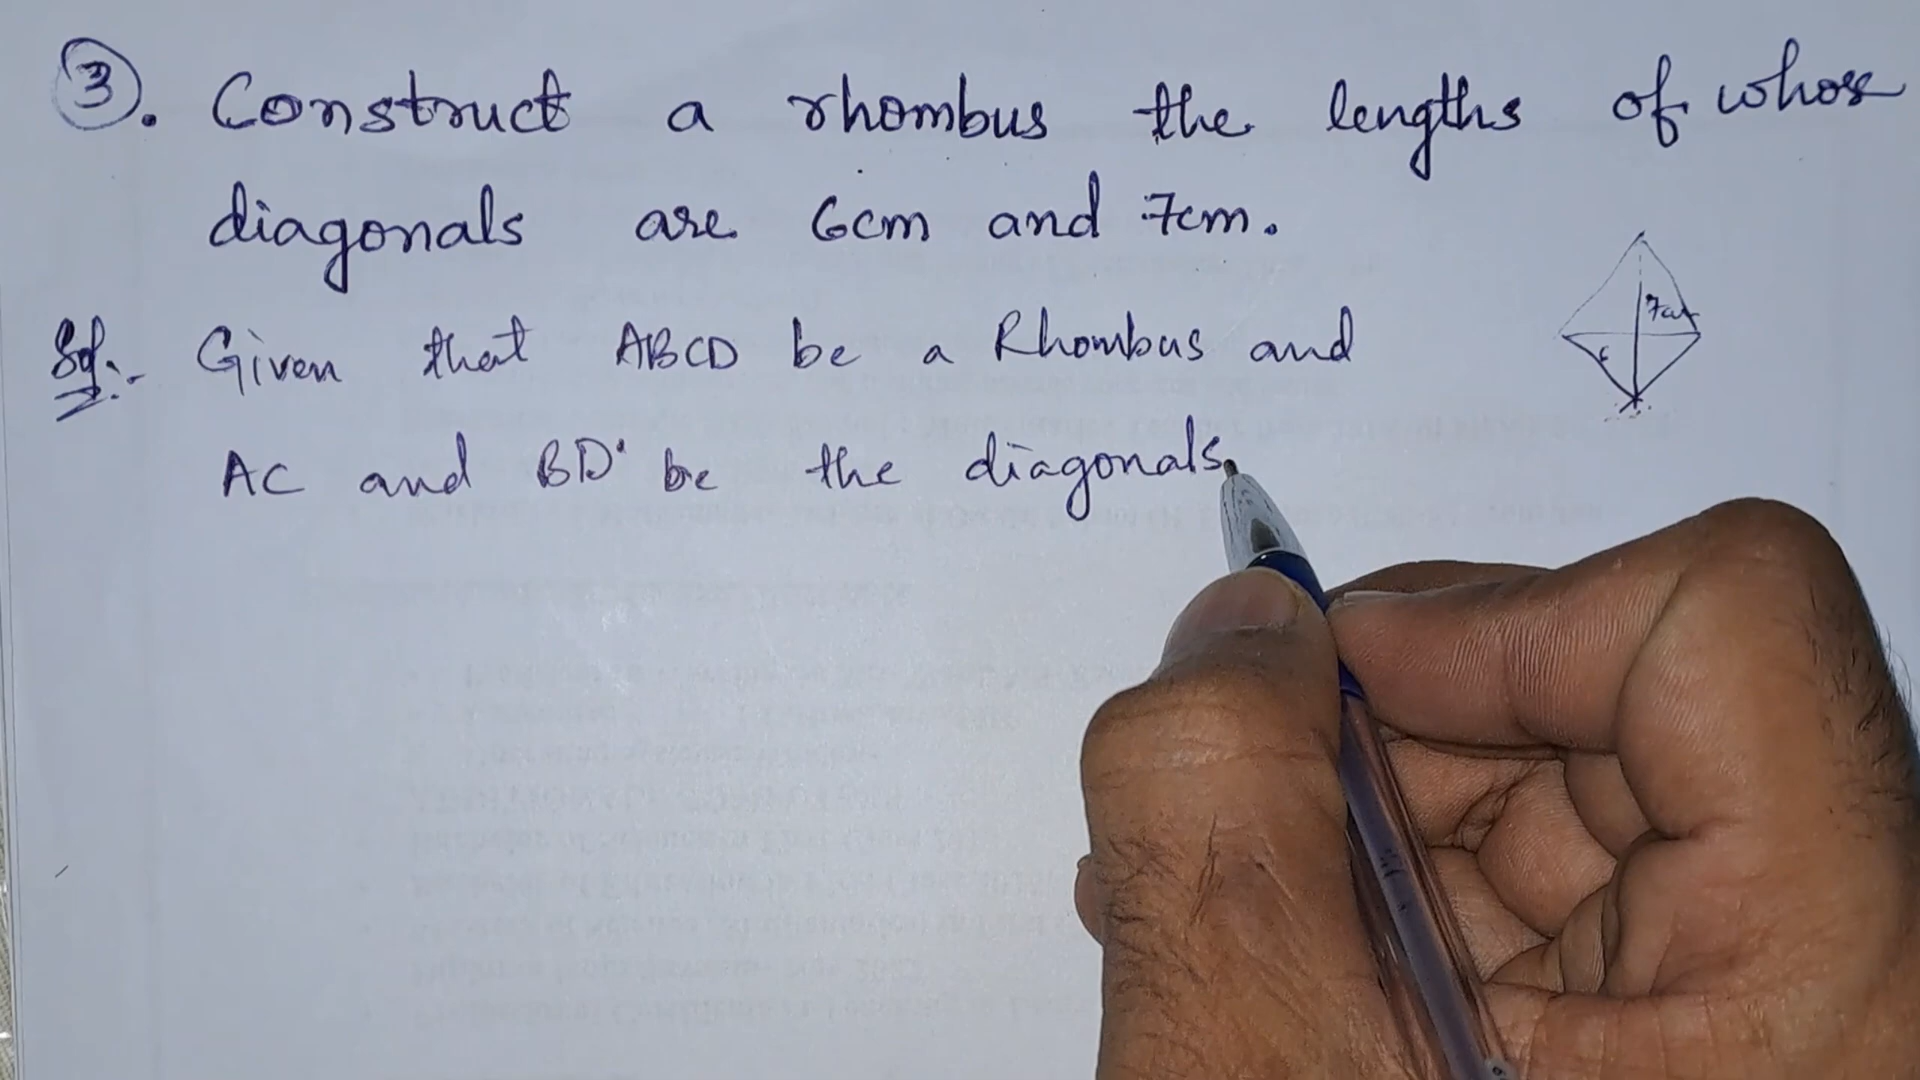 3. Construct a rhombus the lengths of whose
diagonals are 6cm and 7cm.
Sol:- Given that ABCD be a Rhombus and
AC and BD be the diagonals.
7cm
6